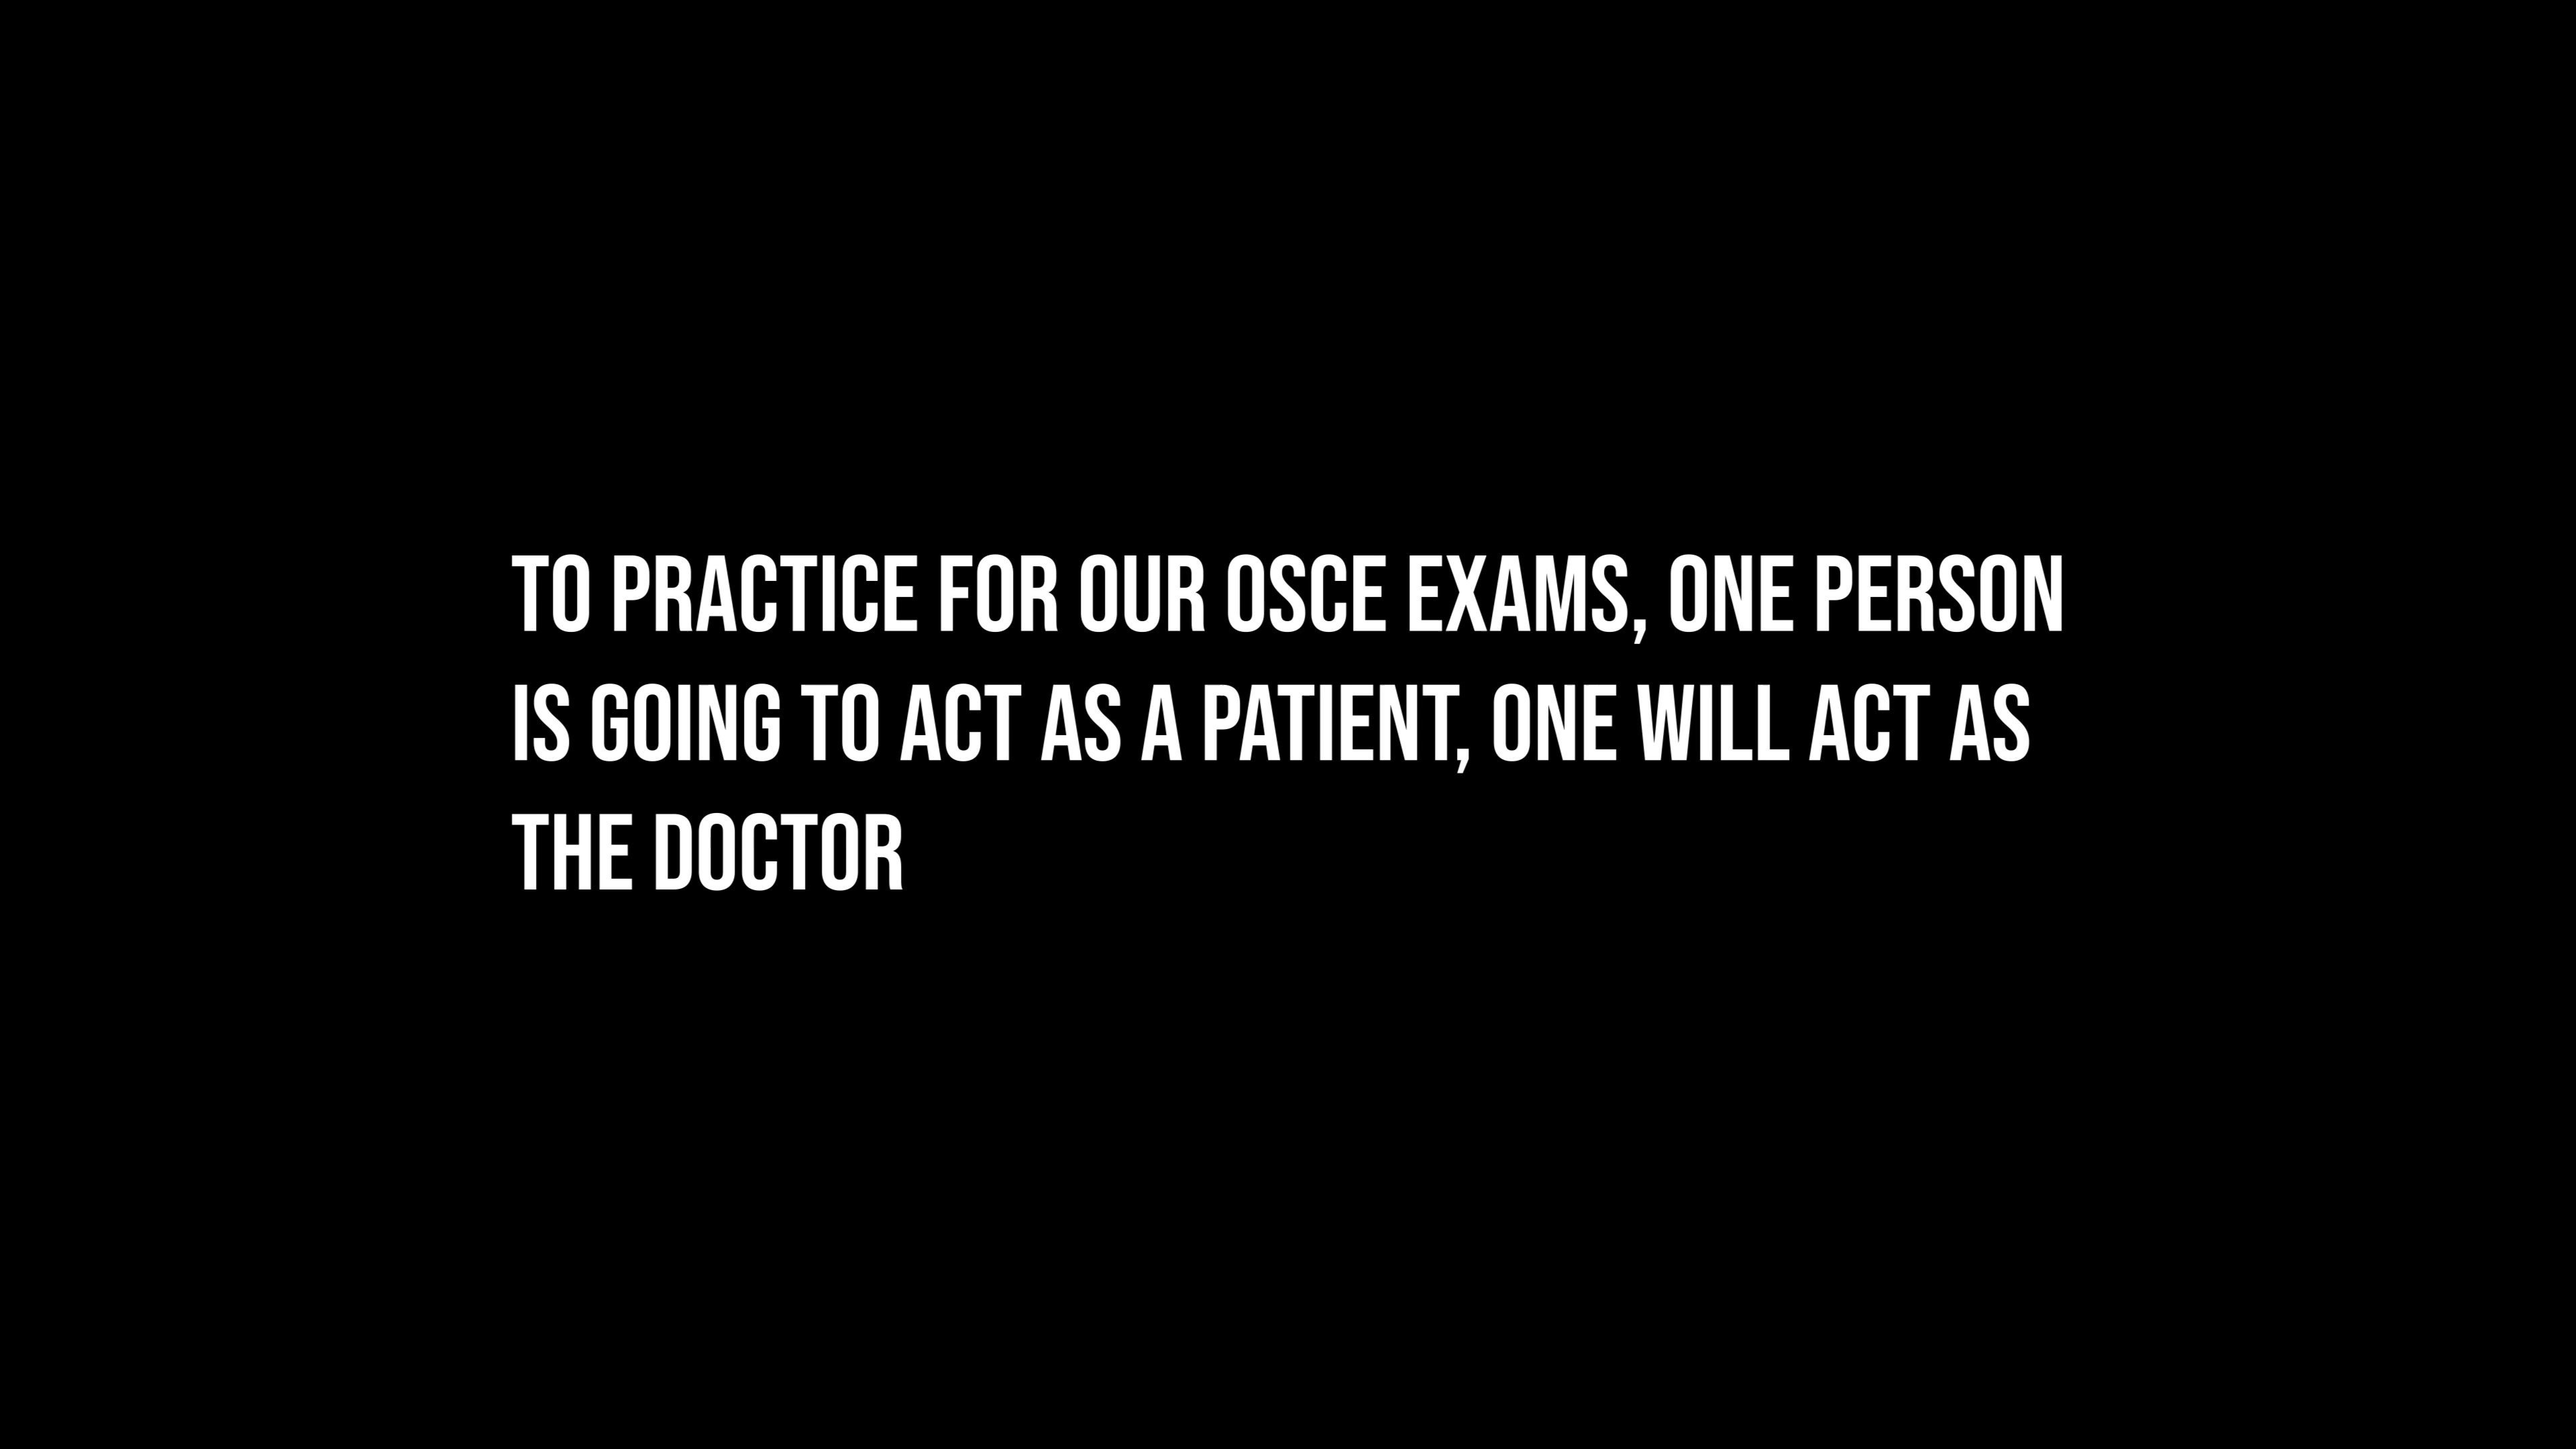 TO PRACTICE FOR OUR OSCE EXAMS, ONE PERSON
IS GOING TO ACT AS A PATIENT, ONE WILL ACT AS
THE DOCTOR